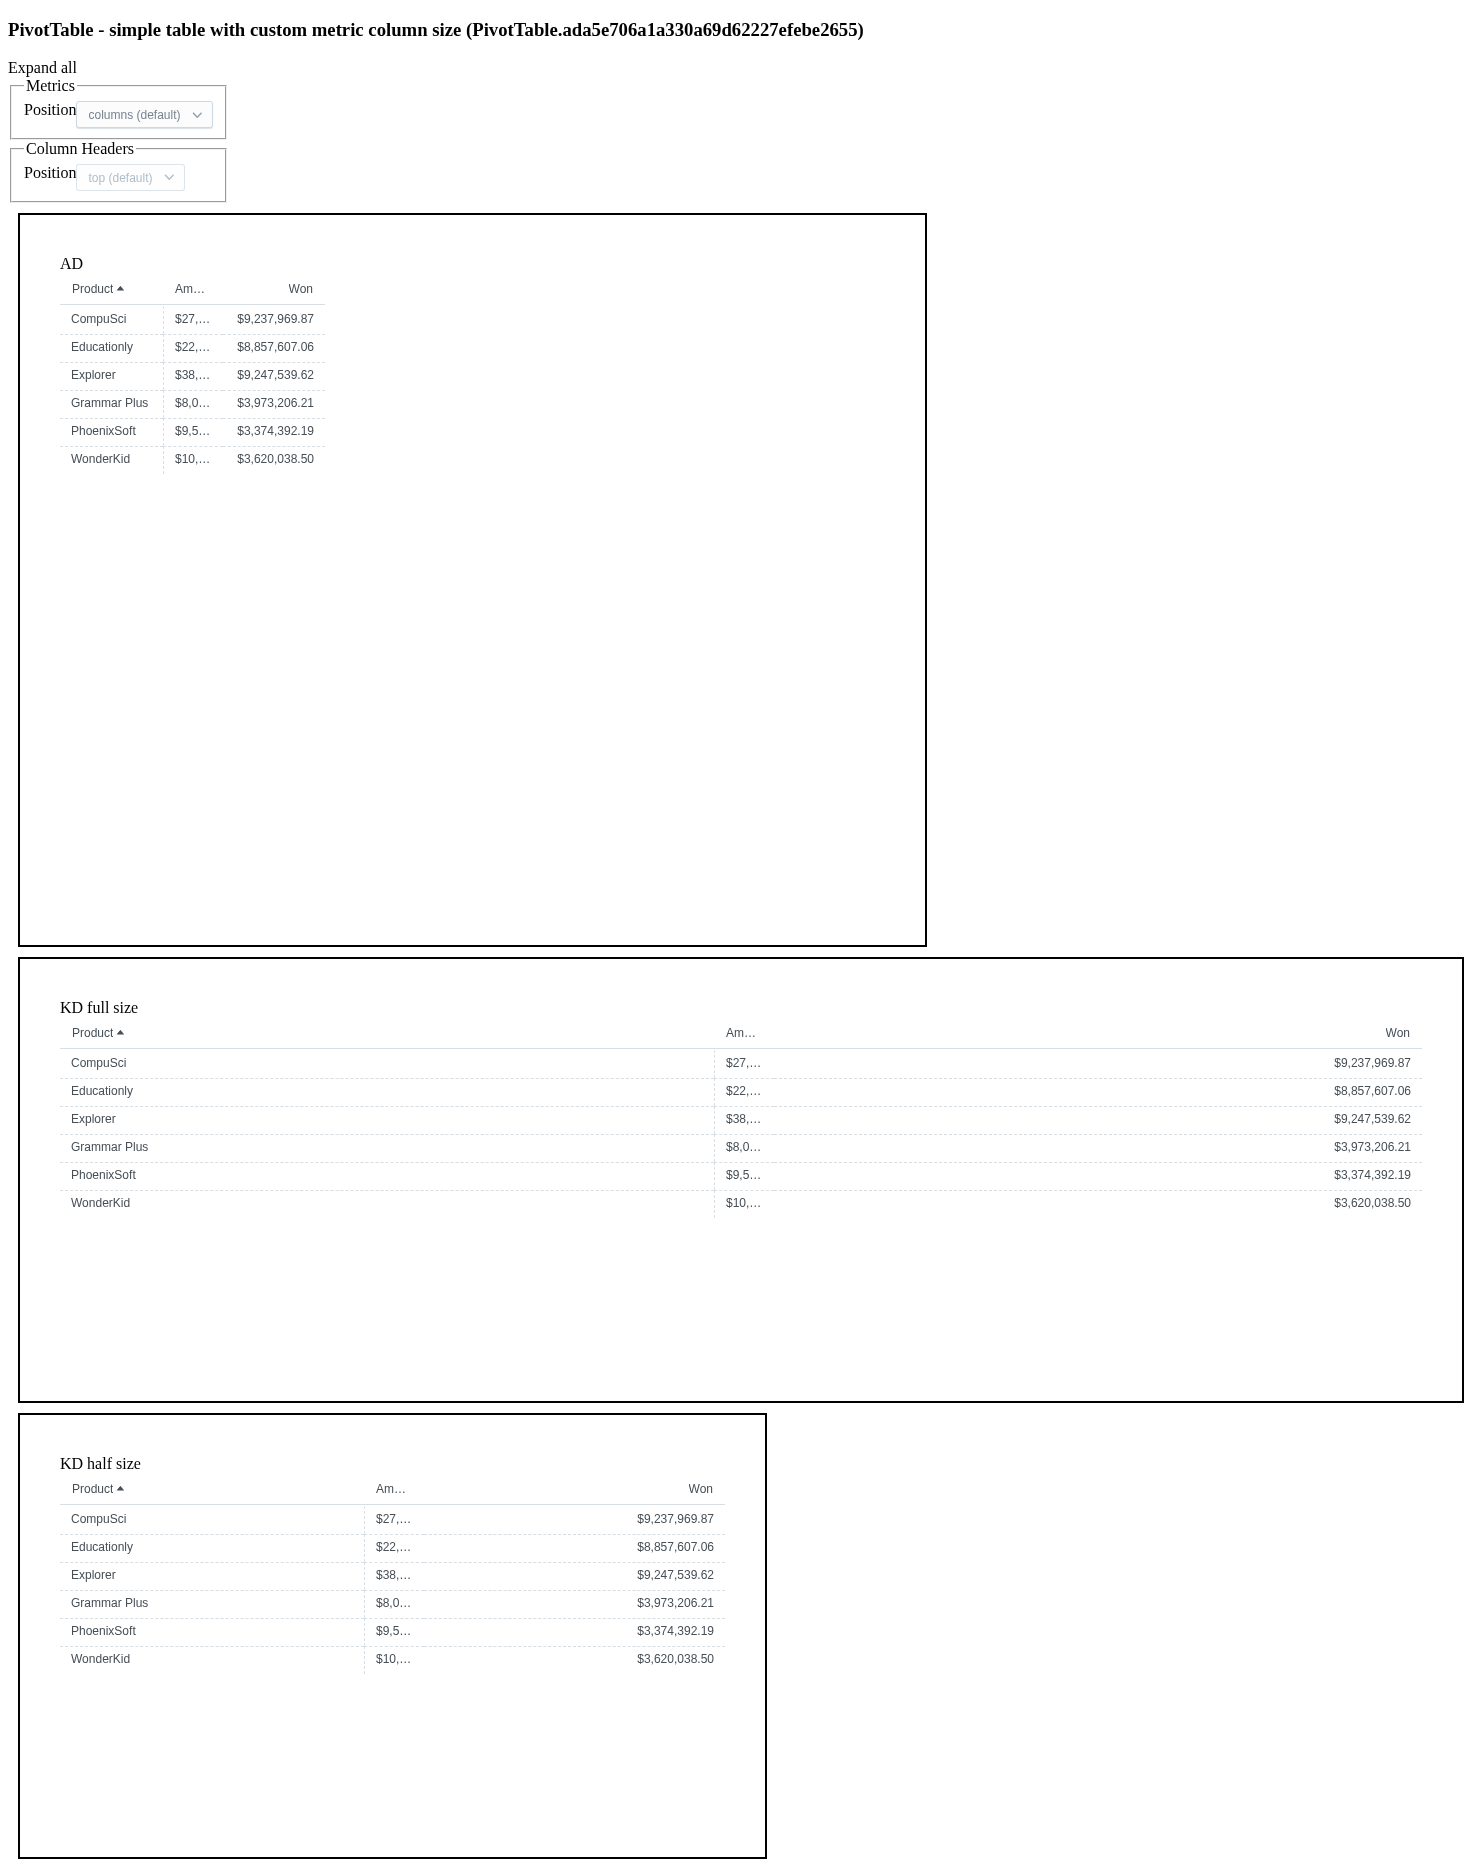 PivotTable - simple table with custom metric column size (PivotTable.ada5e706a1a330a69d62227efebe2655)
Expand all
Metrics
Position columns (default)
Column Headers
Position top (default)
AD
Product Am… Won
CompuSci $27,… $9,237,969.87
Educationly $22,… $8,857,607.06
Explorer $38,… $9,247,539.62
Grammar Plus $8,0… $3,973,206.21
PhoenixSoft $9,5… $3,374,392.19
WonderKid $10,… $3,620,038.50
KD full size
Product Am… Won
CompuSci $27,… $9,237,969.87
Educationly $22,… $8,857,607.06
Explorer $38,… $9,247,539.62
Grammar Plus $8,0… $3,973,206.21
PhoenixSoft $9,5… $3,374,392.19
WonderKid $10,… $3,620,038.50
KD half size
Product Am… Won
CompuSci $27,… $9,237,969.87
Educationly $22,… $8,857,607.06
Explorer $38,… $9,247,539.62
Grammar Plus $8,0… $3,973,206.21
PhoenixSoft $9,5… $3,374,392.19
WonderKid $10,… $3,620,038.50